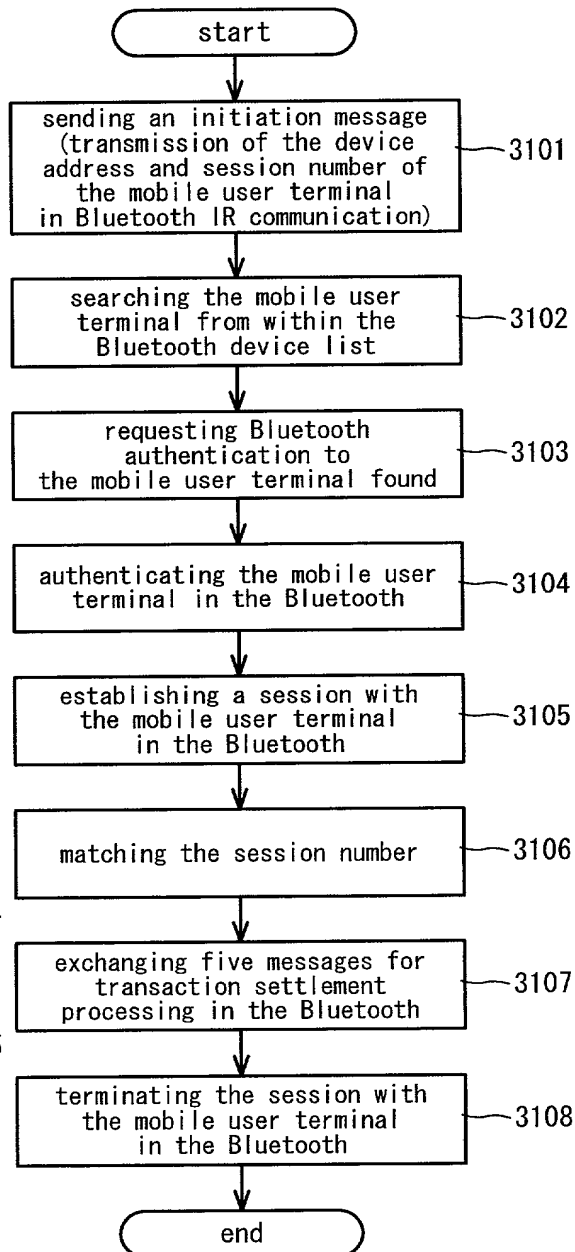 start
sending an initiation message
(transmission of the device
address and session number of
the mobile user terminal
in Bluetooth IR communication)
3101
searching the mobile user
terminal from within the
Bluetooth device list
3102
requesting Bluetooth
authentication to
the mobile user terminal found
3103
authenticating the mobile user
terminal in the Bluetooth
3104
establishing a session with
the mobile user terminal
in the Bluetooth
3105
matching the session number
3106
exchanging five messages for
transaction settlement
processing in the Bluetooth
3107
terminating the session with
the mobile user terminal
in the Bluetooth
3108
end